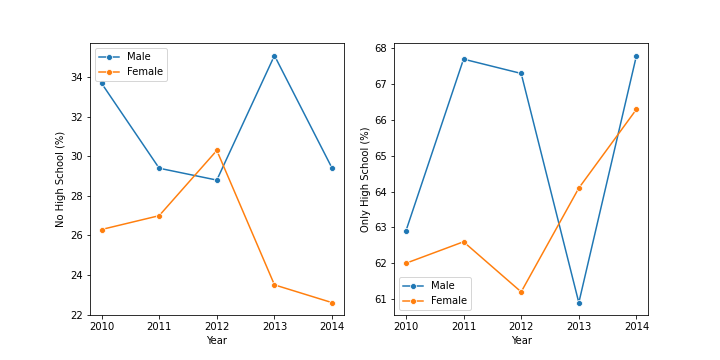 Male
Female
No High School (%)
34
32
30
28
26
24
22
2010 2011 2012 2013 2014
Year
Only High School (%)
68
67
66
65
64
63
62
61
Male
Female
2010 2011 2012 2013 2014
Year